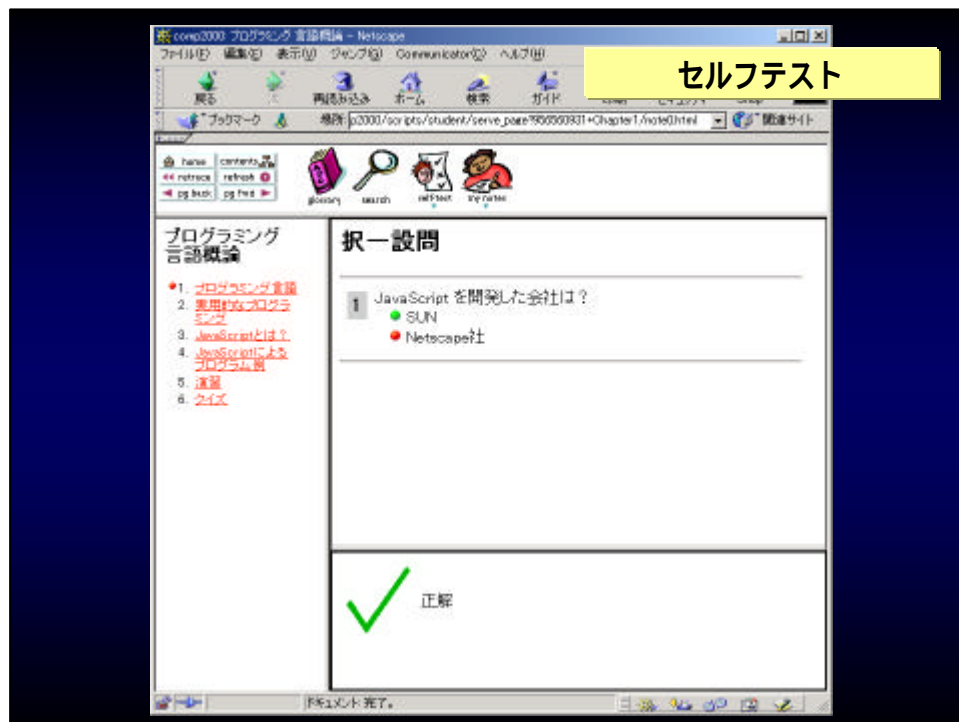 comp2000 プログラミング 言語概論 - Netscape
ファイル(F) 編集(E) 表示(V) ジャンプ(G) Communicator(C) ヘルプ(H)
セルフテスト
戻る 再読み込み ホーム 検索 ガイド
ブックマーク 場所: p2000/scripts/student/serve_page?956560931+Chapter1/note0.html 関連サイト
home contents
retrace refresh
pg back pg fwd
glossary search self test my notes
プログラミング
言語概論
1. プログラミング言語
2. 実用的なプログラ
ミング
3. JavaScriptとは?
4. JavaScriptによる
プログラム例
5. 演習
6. クイズ
択一設問
1 JavaScript を開発した会社は?
SUN
Netscape社
正解
ドキュメント:完了。